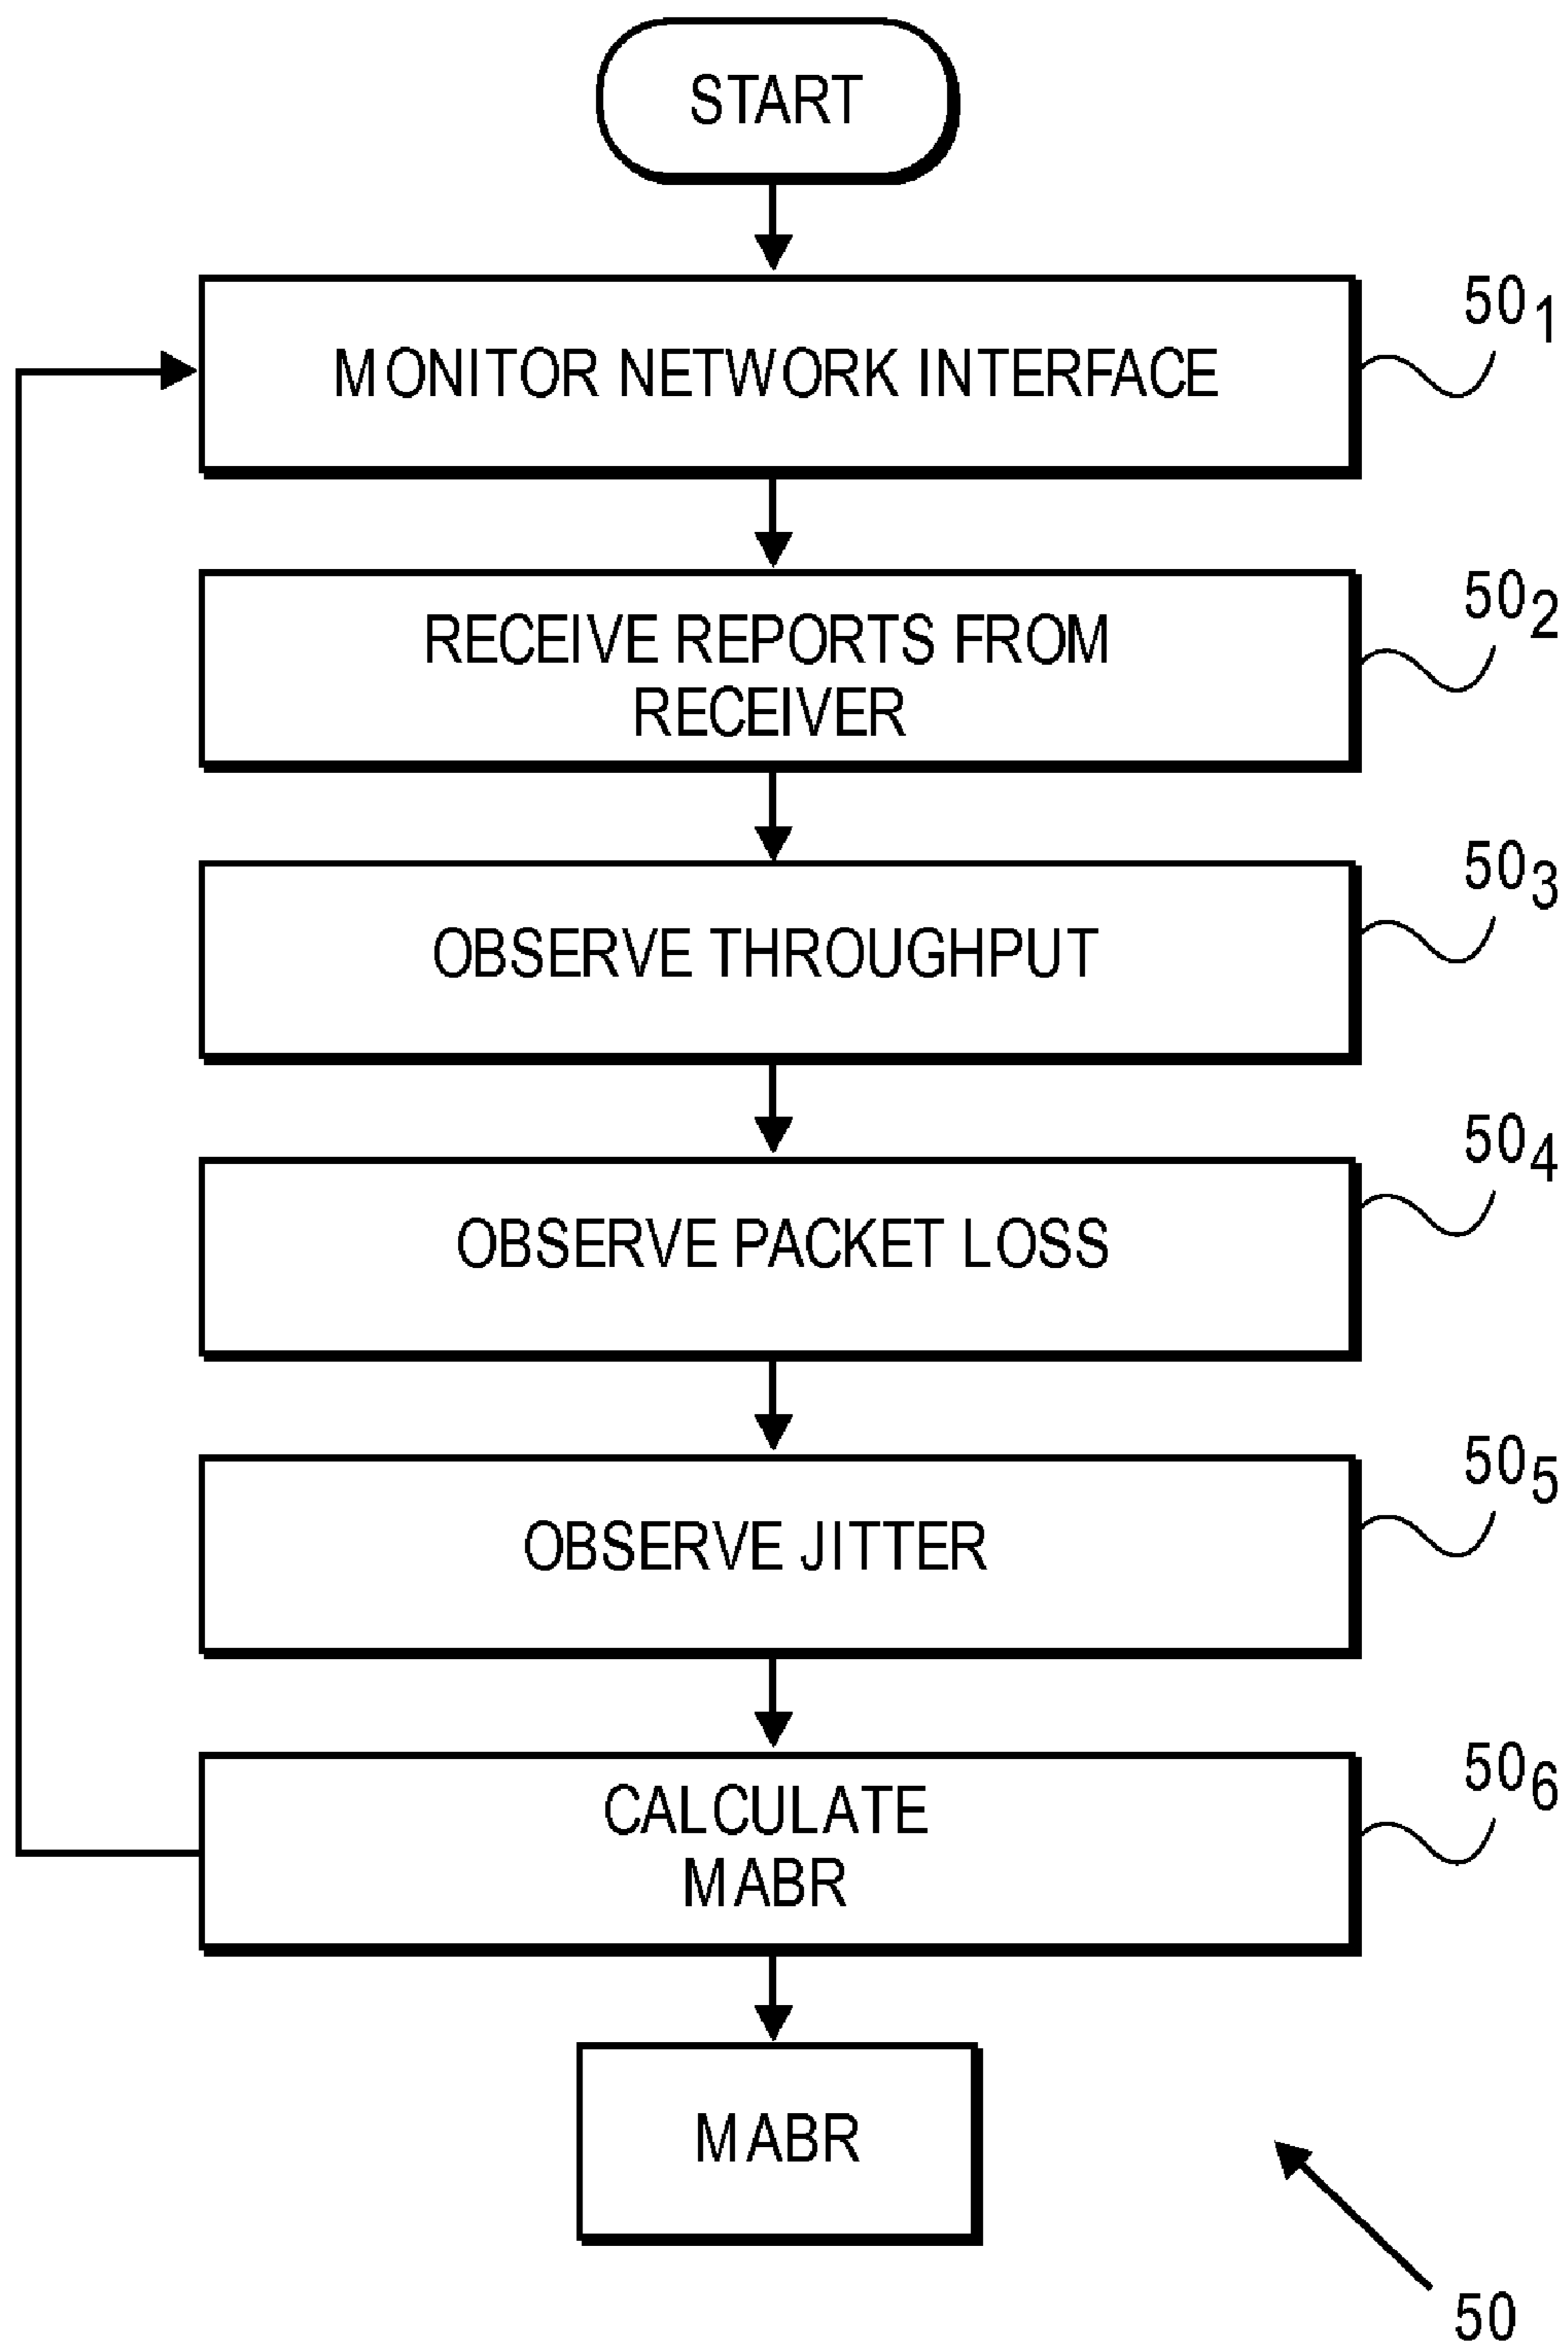 START
MONITOR NETWORK INTERFACE
50₁
RECEIVE REPORTS FROM
RECEIVER
50₂
OBSERVE THROUGHPUT
50₃
OBSERVE PACKET LOSS
50₄
OBSERVE JITTER
50₅
CALCULATE
MABR
50₆
MABR
50